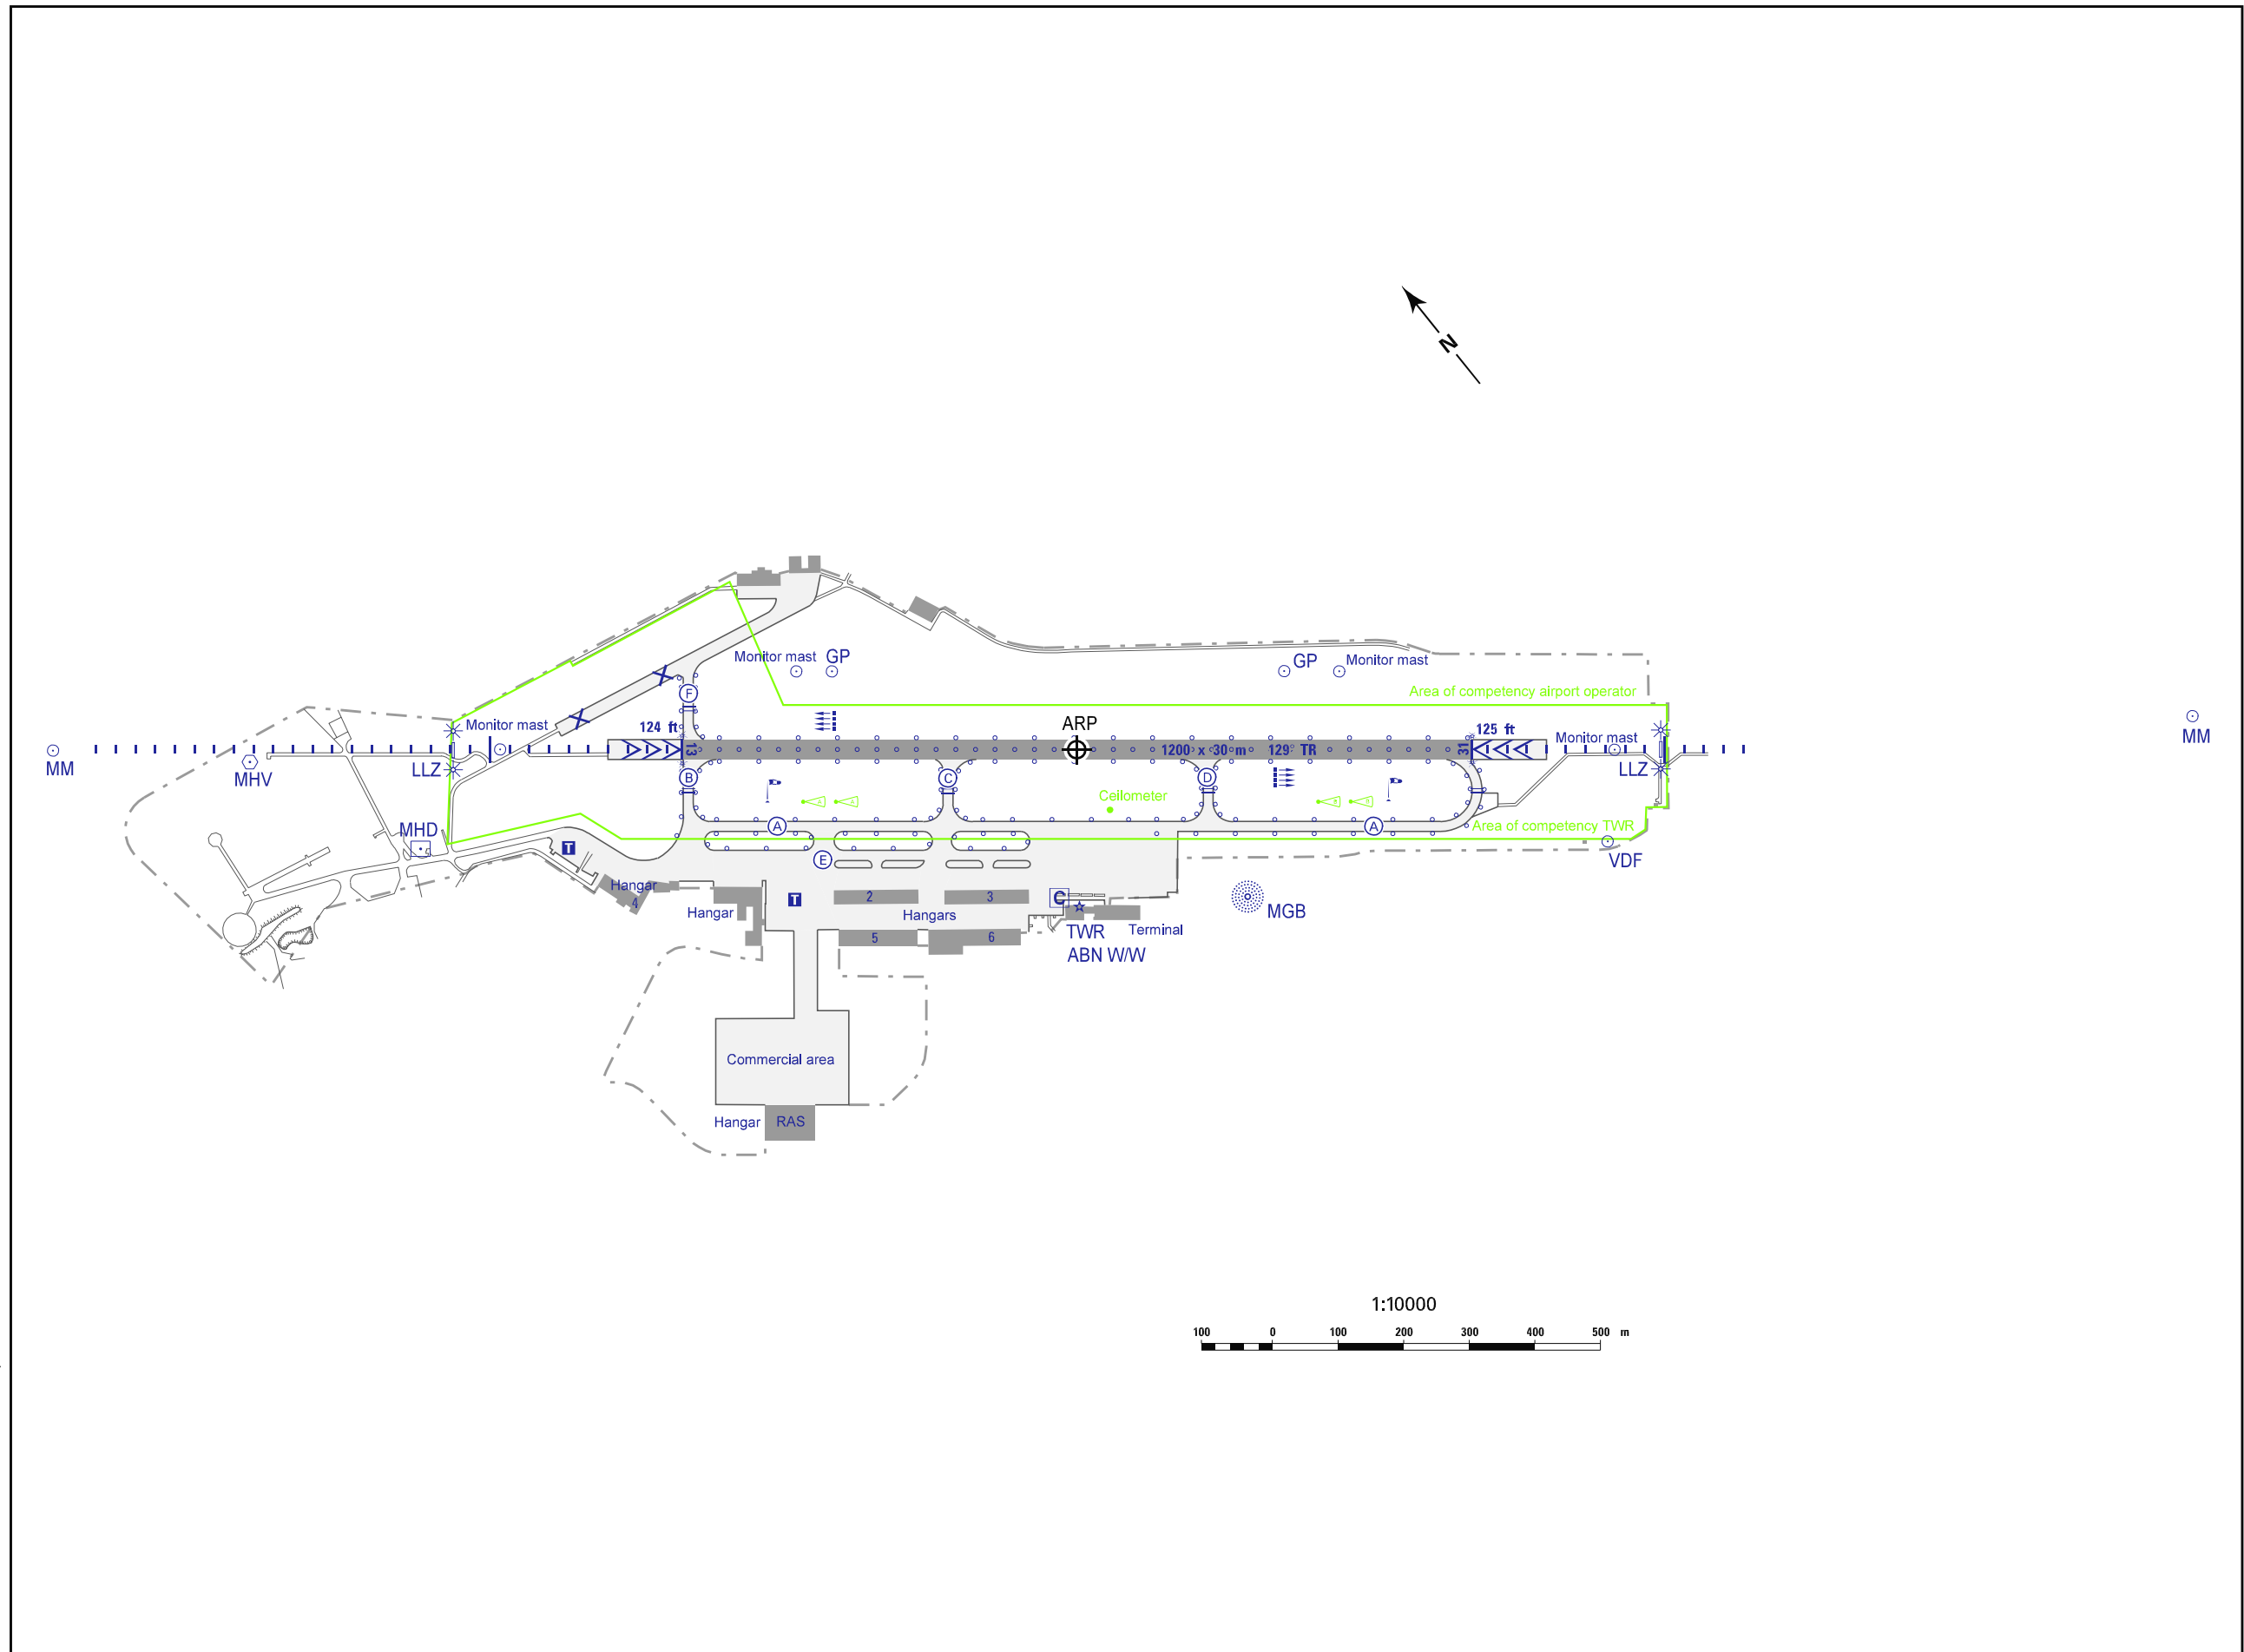 N
Monitor mast
GP
GP
Monitor mast
F
Area of competency airport operator
124 ft
Monitor mast
ARP
125 ft
Monitor mast
MM
MM
13
1200 x 30 m 129° TR
31
LLZ
LLZ
MHV
B
C
D
Ceilometer
MHD
A
A
Area of competency TWR
T
E
VDF
Hangar
4
T
2
3
C
Hangar
Hangars
MGB
TWR
Terminal
5
6
ABN W/W
Commercial area
Hangar
RAS
1:10000
100 0 100 200 300 400 500 m